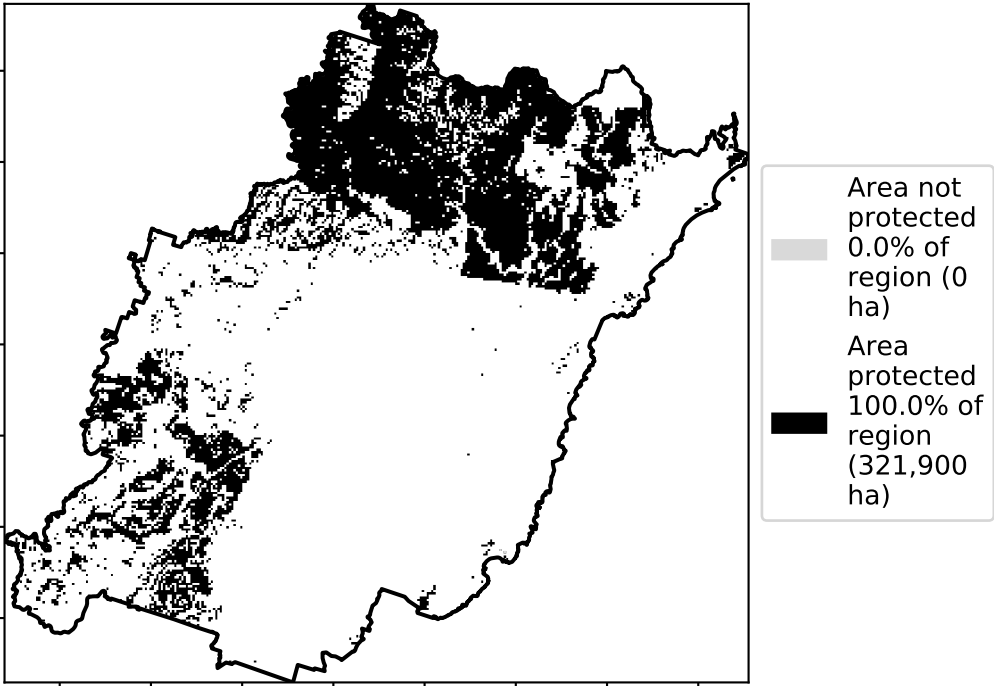 Area not
protected
0.0% of
region (0
ha)
Area
protected
100.0% of
region
(321,900
ha)